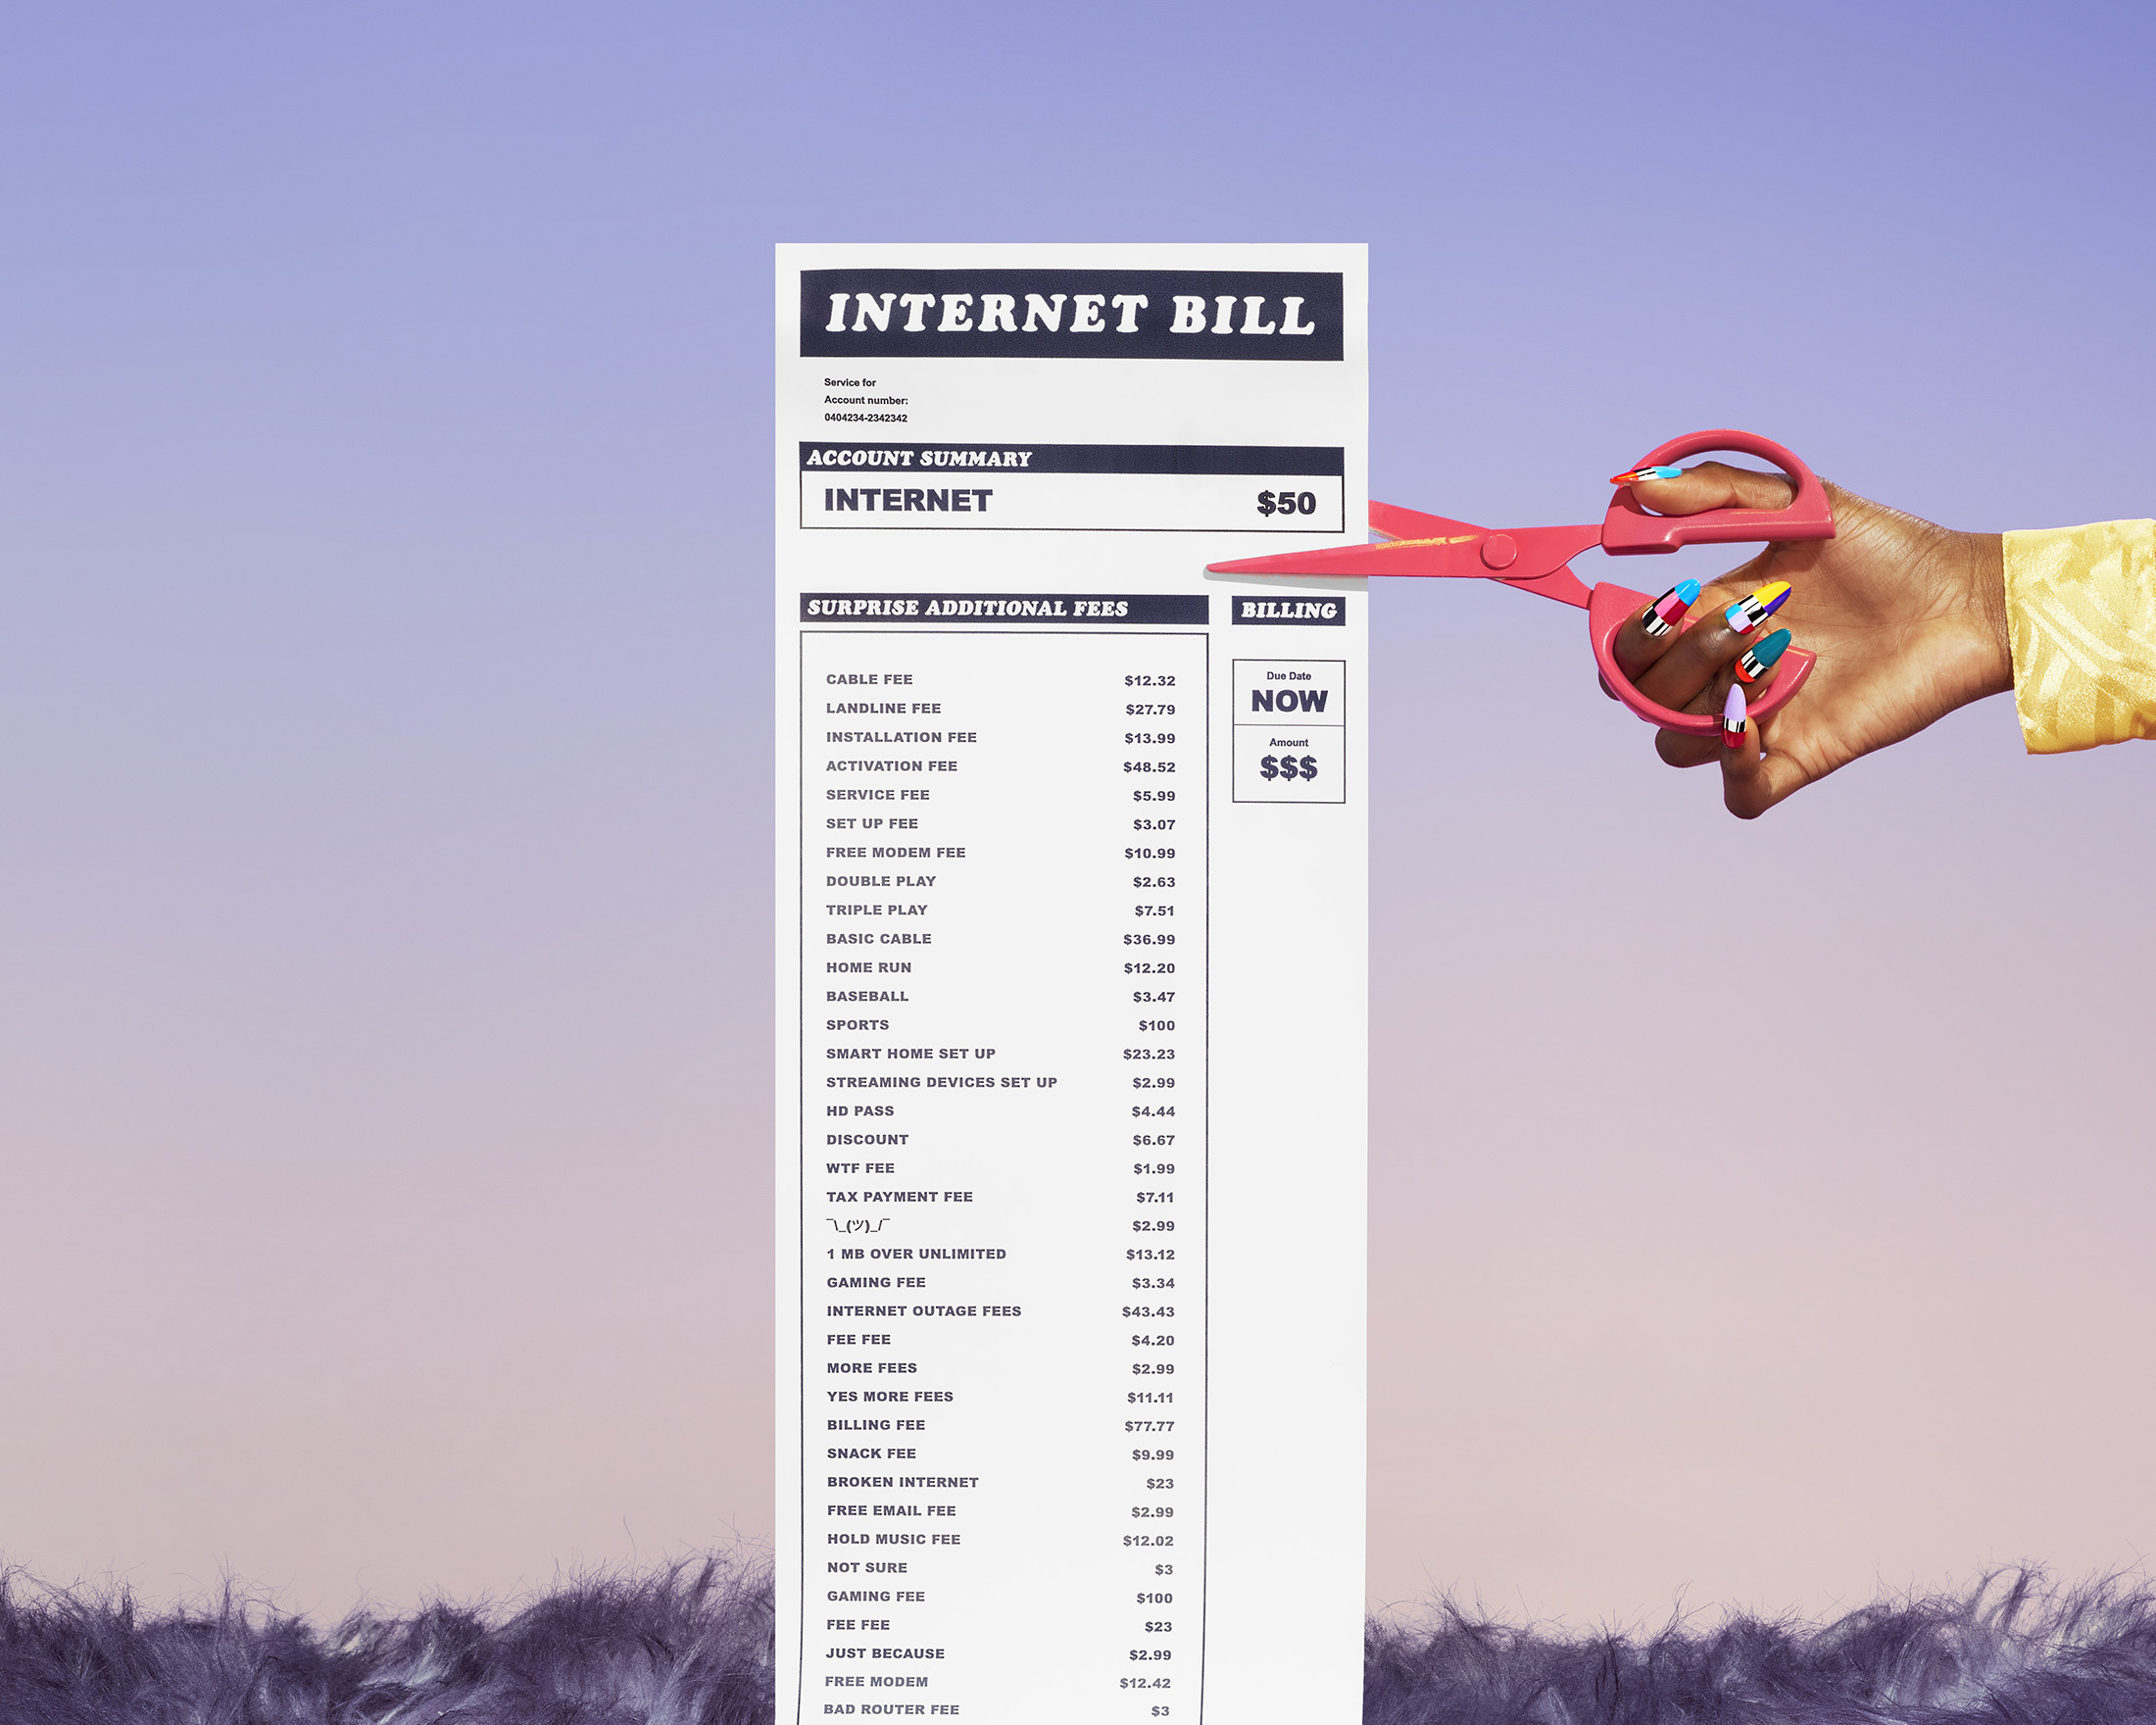 INTERNET BILL
Service for
Account number:
0404234-2342342
ACCOUNT SUMMARY
INTERNET $50
SURPRISE ADDITIONAL FEES
CABLE FEE $12.32
LANDLINE FEE $27.79
INSTALLATION FEE $13.99
ACTIVATION FEE $48.52
SERVICE FEE $5.99
SET UP FEE $3.07
FREE MODEM FEE $10.99
DOUBLE PLAY $2.63
TRIPLE PLAY $7.51
BASIC CABLE $36.99
HOME RUN $12.20
BASEBALL $3.47
SPORTS $100
SMART HOME SET UP $23.23
STREAMING DEVICES SET UP $2.99
HD PASS $4.44
DISCOUNT $6.67
WTF FEE $1.99
TAX PAYMENT FEE $7.11
¯\_(ツ)_/¯ $2.99
1 MB OVER UNLIMITED $13.12
GAMING FEE $3.34
INTERNET OUTAGE FEES $43.43
FEE FEE $4.20
MORE FEES $2.99
YES MORE FEES $11.11
BILLING FEE $77.77
SNACK FEE $9.99
BROKEN INTERNET $23
FREE EMAIL FEE $2.99
HOLD MUSIC FEE $12.02
NOT SURE $3
GAMING FEE $100
FEE FEE $23
JUST BECAUSE $2.99
FREE MODEM $12.42
BAD ROUTER FEE $3
BILLING
Due Date
NOW
Amount
$$$